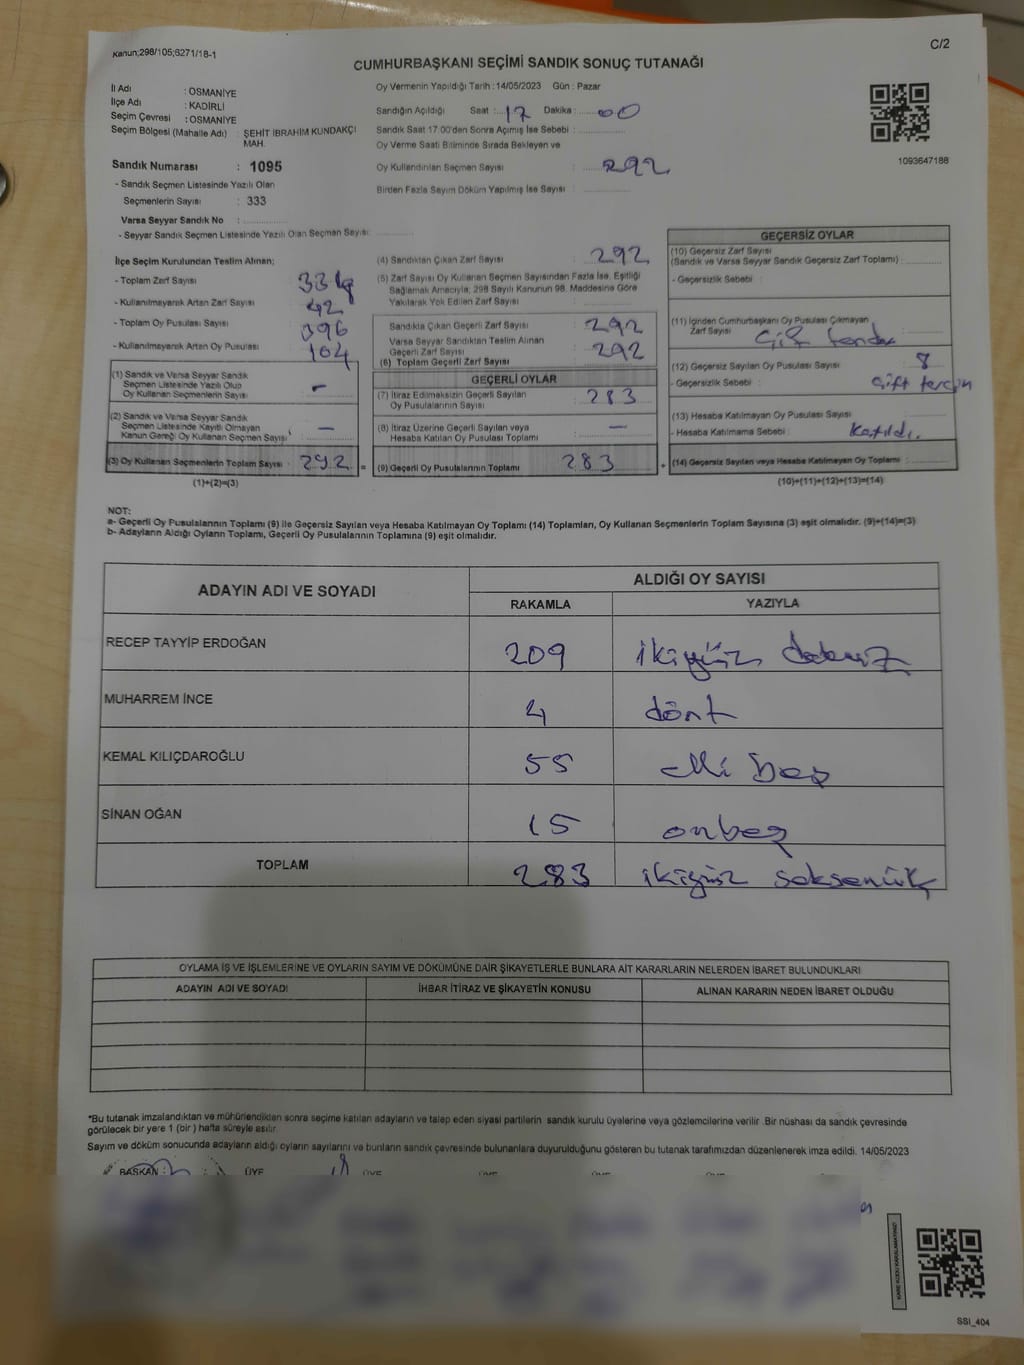 Kanun;298/105;6271/18-1
C/2
CUMHURBAŞKANI SEÇİMİ SANDIK SONUÇ TUTANAĞI
İl Adı : OSMANİYE
İlçe Adı : KADİRLİ
Seçim Çevresi : OSMANİYE
Seçim Bölgesi (Mahalle Adı) : ŞEHİT İBRAHİM KUNDAKÇI MAH.
Sandık Numarası : 1095
- Sandık Seçmen Listesinde Yazılı Olan
Seçmenlerin Sayısı : 333
Varsa Seyyar Sandık No :
- Seyyar Sandık Seçmen Listesinde Yazılı Olan Seçmen Sayısı:
Oy Vermenin Yapıldığı Tarih : 14/05/2023 Gün : Pazar
Sandığın Açıldığı Saat : 17 Dakika : 00
Sandık Saat 17.00'den Sonra Açılmış İse Sebebi :
Oy Verme Saati Bitiminde Sırada Bekleyen ve
Oy Kullandırılan Seçmen Sayısı : 292
Birden Fazla Sayım Döküm Yapılmış İse Sayısı :
1093647188
İlçe Seçim Kurulundan Teslim Alınan;
- Toplam Zarf Sayısı :
- Kullanılmayarak Artan Zarf Sayısı : 42
- Toplam Oy Pusulası Sayısı : 396
- Kullanılmayarak Artan Oy Pusulası : 104
(1) Sandık ve Varsa Seyyar Sandık
Seçmen Listesinde Yazılı Olup
Oy Kullanan Seçmenlerin Sayısı : -
(2) Sandık ve Varsa Seyyar Sandık
Seçmen Listesinde Kayıtlı Olmayan
Kanun Gereği Oy Kullanan Seçmen Sayısı : -
(3) Oy Kullanan Seçmenlerin Toplam Sayısı : 292 =
(1)+(2)=(3)
(4) Sandıktan Çıkan Zarf Sayısı : 292
(5) Zarf Sayısı Oy Kullanan Seçmen Sayısından Fazla İse, Eşitliği
Sağlamak Amacıyla; 298 Sayılı Kanunun 98. Maddesine Göre
Yakılarak Yok Edilen Zarf Sayısı :
Sandıkta Çıkan Geçerli Zarf Sayısı : 292
Varsa Seyyar Sandıktan Teslim Alınan
Geçerli Zarf Sayısı : 292
(6) Toplam Geçerli Zarf Sayısı
GEÇERLİ OYLAR
(7) İtiraz Edilmeksizin Geçerli Sayılan
Oy Pusulalarının Sayısı : 283
(8) İtiraz Üzerine Geçerli Sayılan veya
Hesaba Katılan Oy Pusulası Toplamı : -
(9) Geçerli Oy Pusulalarının Toplamı : 283 +
GEÇERSİZ OYLAR
(10) Geçersiz Zarf Sayısı
(Sandık ve Varsa Seyyar Sandık Geçersiz Zarf Toplamı) :
- Geçersizlik Sebebi :
(11) İçinden Cumhurbaşkanı Oy Pusulası Çıkmayan
Zarf Sayısı :
(12) Geçersiz Sayılan Oy Pusulası Sayısı : 8
- Geçersizlik Sebebi : Çift tercih
(13) Hesaba Katılmayan Oy Pusulası Sayısı :
- Hesaba Katılmama Sebebi : Katıldı.
(14) Geçersiz Sayılan veya Hesaba Katılmayan Oy Toplamı :
(10)+(11)+(12)+(13)=(14)
NOT:
a- Geçerli Oy Pusulalarının Toplamı (9) ile Geçersiz Sayılan veya Hesaba Katılmayan Oy Toplamı (14) Toplamları, Oy Kullanan Seçmenlerin Toplam Sayısına (3) eşit olmalıdır. (9)+(14)=(3)
b- Adayların Aldığı Oyların Toplamı, Geçerli Oy Pusulalarının Toplamına (9) eşit olmalıdır.
ADAYIN ADI VE SOYADI
ALDIĞI OY SAYISI
RAKAMLA YAZIYLA
RECEP TAYYİP ERDOĞAN 209 ikiyüz dokuz
MUHARREM İNCE 4 dört
KEMAL KILIÇDAROĞLU 55 elli beş
SİNAN OĞAN 15 onbeş
TOPLAM 283 ikiyüz seksenüç
OYLAMA İŞ VE İŞLEMLERİNE VE OYLARIN SAYIM VE DÖKÜMÜNE DAİR ŞİKAYETLERLE BUNLARA AİT KARARLARIN NELERDEN İBARET BULUNDUKLARI
ADAYIN ADI VE SOYADI İHBAR İTİRAZ VE ŞİKAYETİN KONUSU ALINAN KARARIN NEDEN İBARET OLDUĞU
*Bu tutanak imzalandıktan ve mühürlendikten sonra seçime katılan adayların ve talep eden siyasi partilerin sandık kurulu üyelerine veya gözlemcilerine verilir. Bir nüshası da sandık çevresinde
görülecek bir yere 1 (bir) hafta süreyle asılır.
Sayım ve döküm sonucunda adayların aldığı oyların sayılarını ve bunların sandık çevresinde bulunanlara duyurulduğunu gösteren bu tutanak tarafımızdan düzenlenerek imza edildi. 14/05/2023
BAŞKAN ÜYE ÜYE ÜYE ÜYE ÜYE
KARE KODU KARALAMAYINIZ!
SSI_404